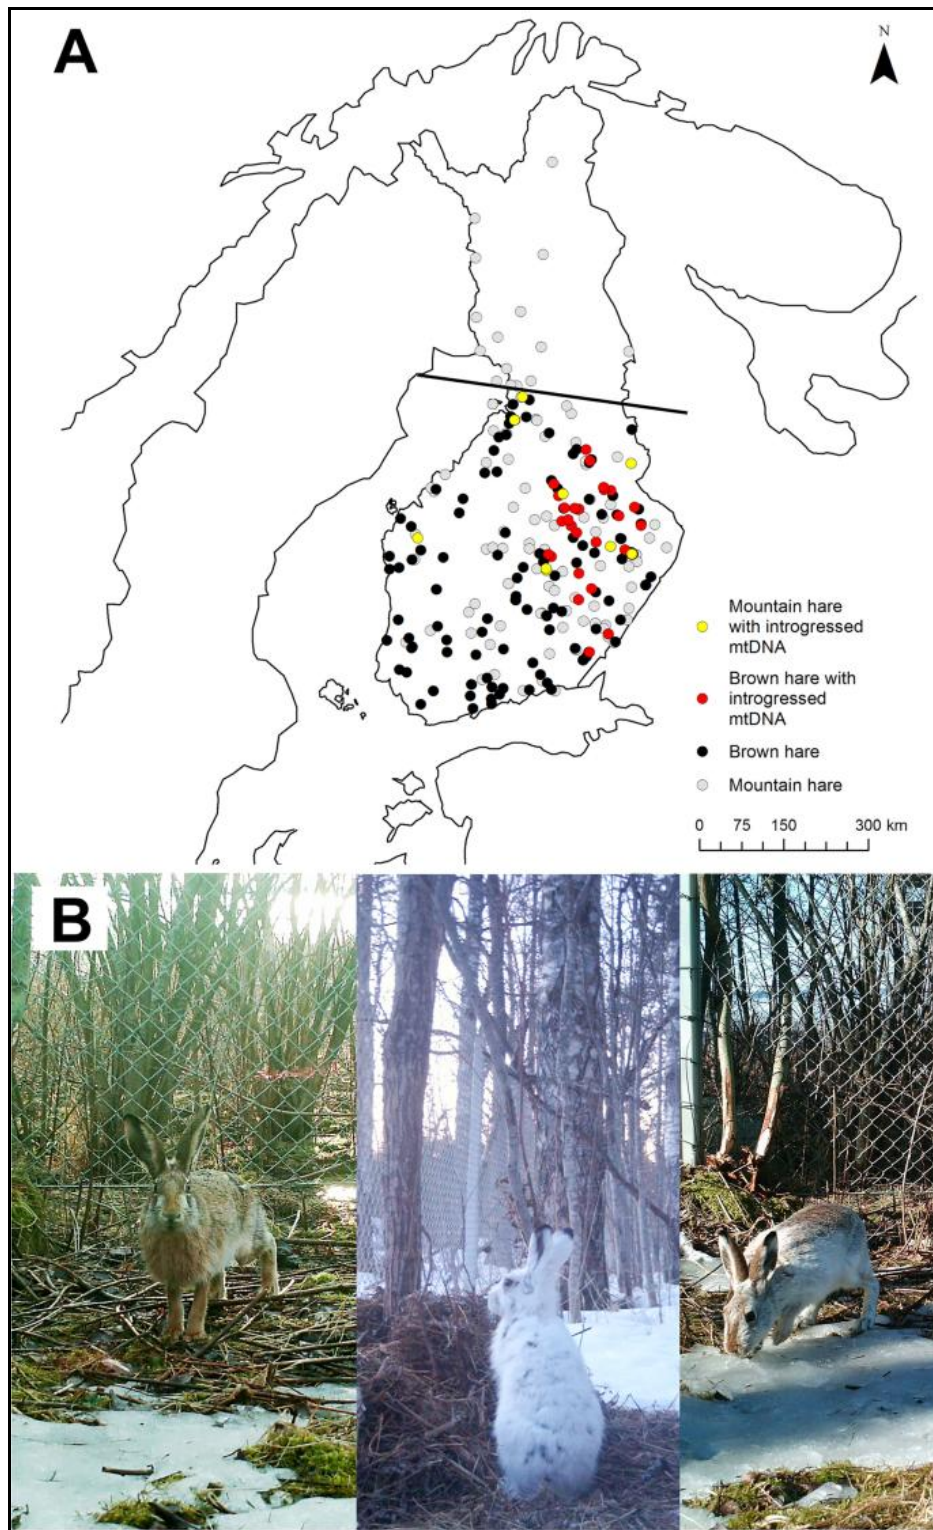 A
N
Mountain hare
with introgressed
mtDNA
Brown hare with
introgressed
mtDNA
Brown hare
Mountain hare
0 75 150 300 km
B